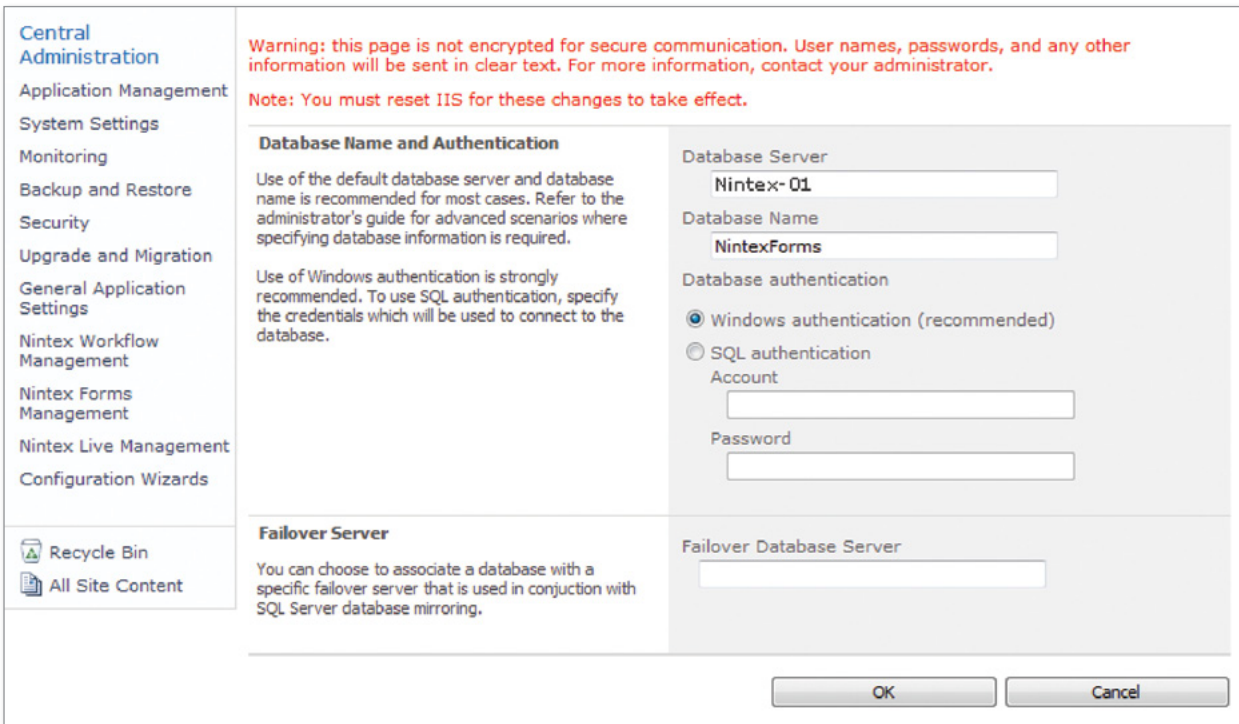 Central
Administration
Application Management
System Settings
Monitoring
Backup and Restore
Security
Upgrade and Migration
General Application
Settings
Nintex Workflow
Management
Nintex Forms
Management
Nintex Live Management
Configuration Wizards
Recycle Bin
All Site Content
Warning: this page is not encrypted for secure communication. User names, passwords, and any other
information will be sent in clear text. For more information, contact your administrator.
Note: You must reset IIS for these changes to take effect.
Database Name and Authentication
Use of the default database server and database
name is recommended for most cases. Refer to the
administrator's guide for advanced scenarios where
specifying database information is required.
Use of Windows authentication is strongly
recommended. To use SQL authentication, specify
the credentials which will be used to connect to the
database.
Database Server
Nintex-01
Database Name
NintexForms
Database authentication
Windows authentication (recommended)
SQL authentication
Account
Password
Failover Server
You can choose to associate a database with a
specific failover server that is used in conjuction with
SQL Server database mirroring.
Failover Database Server
OK
Cancel